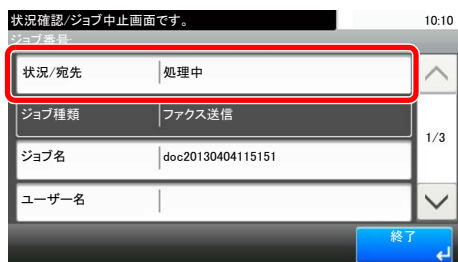 状況確認/ジョブ中止画面です。 10:10
ジョブ番号:
状況/宛先 処理中
ジョブ種類 ファクス送信
1/3
ジョブ名 doc20130404115151
ユーザー名
終了